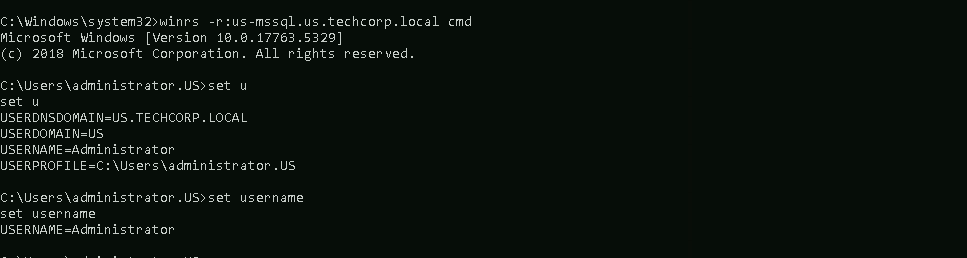 C:\Windows\system32>winrs -r:us-mssql.us.techcorp.local cmd
Microsoft Windows [Version 10.0.17763.5329]
(c) 2018 Microsoft Corporation. All rights reserved.
C:\Users\administrator.US>set u
set u
USERDNSDOMAIN=US.TECHCORP.LOCAL
USERDOMAIN=US
USERNAME=Administrator
USERPROFILE=C:\Users\administrator.US
C:\Users\administrator.US>set username
set username
USERNAME=Administrator